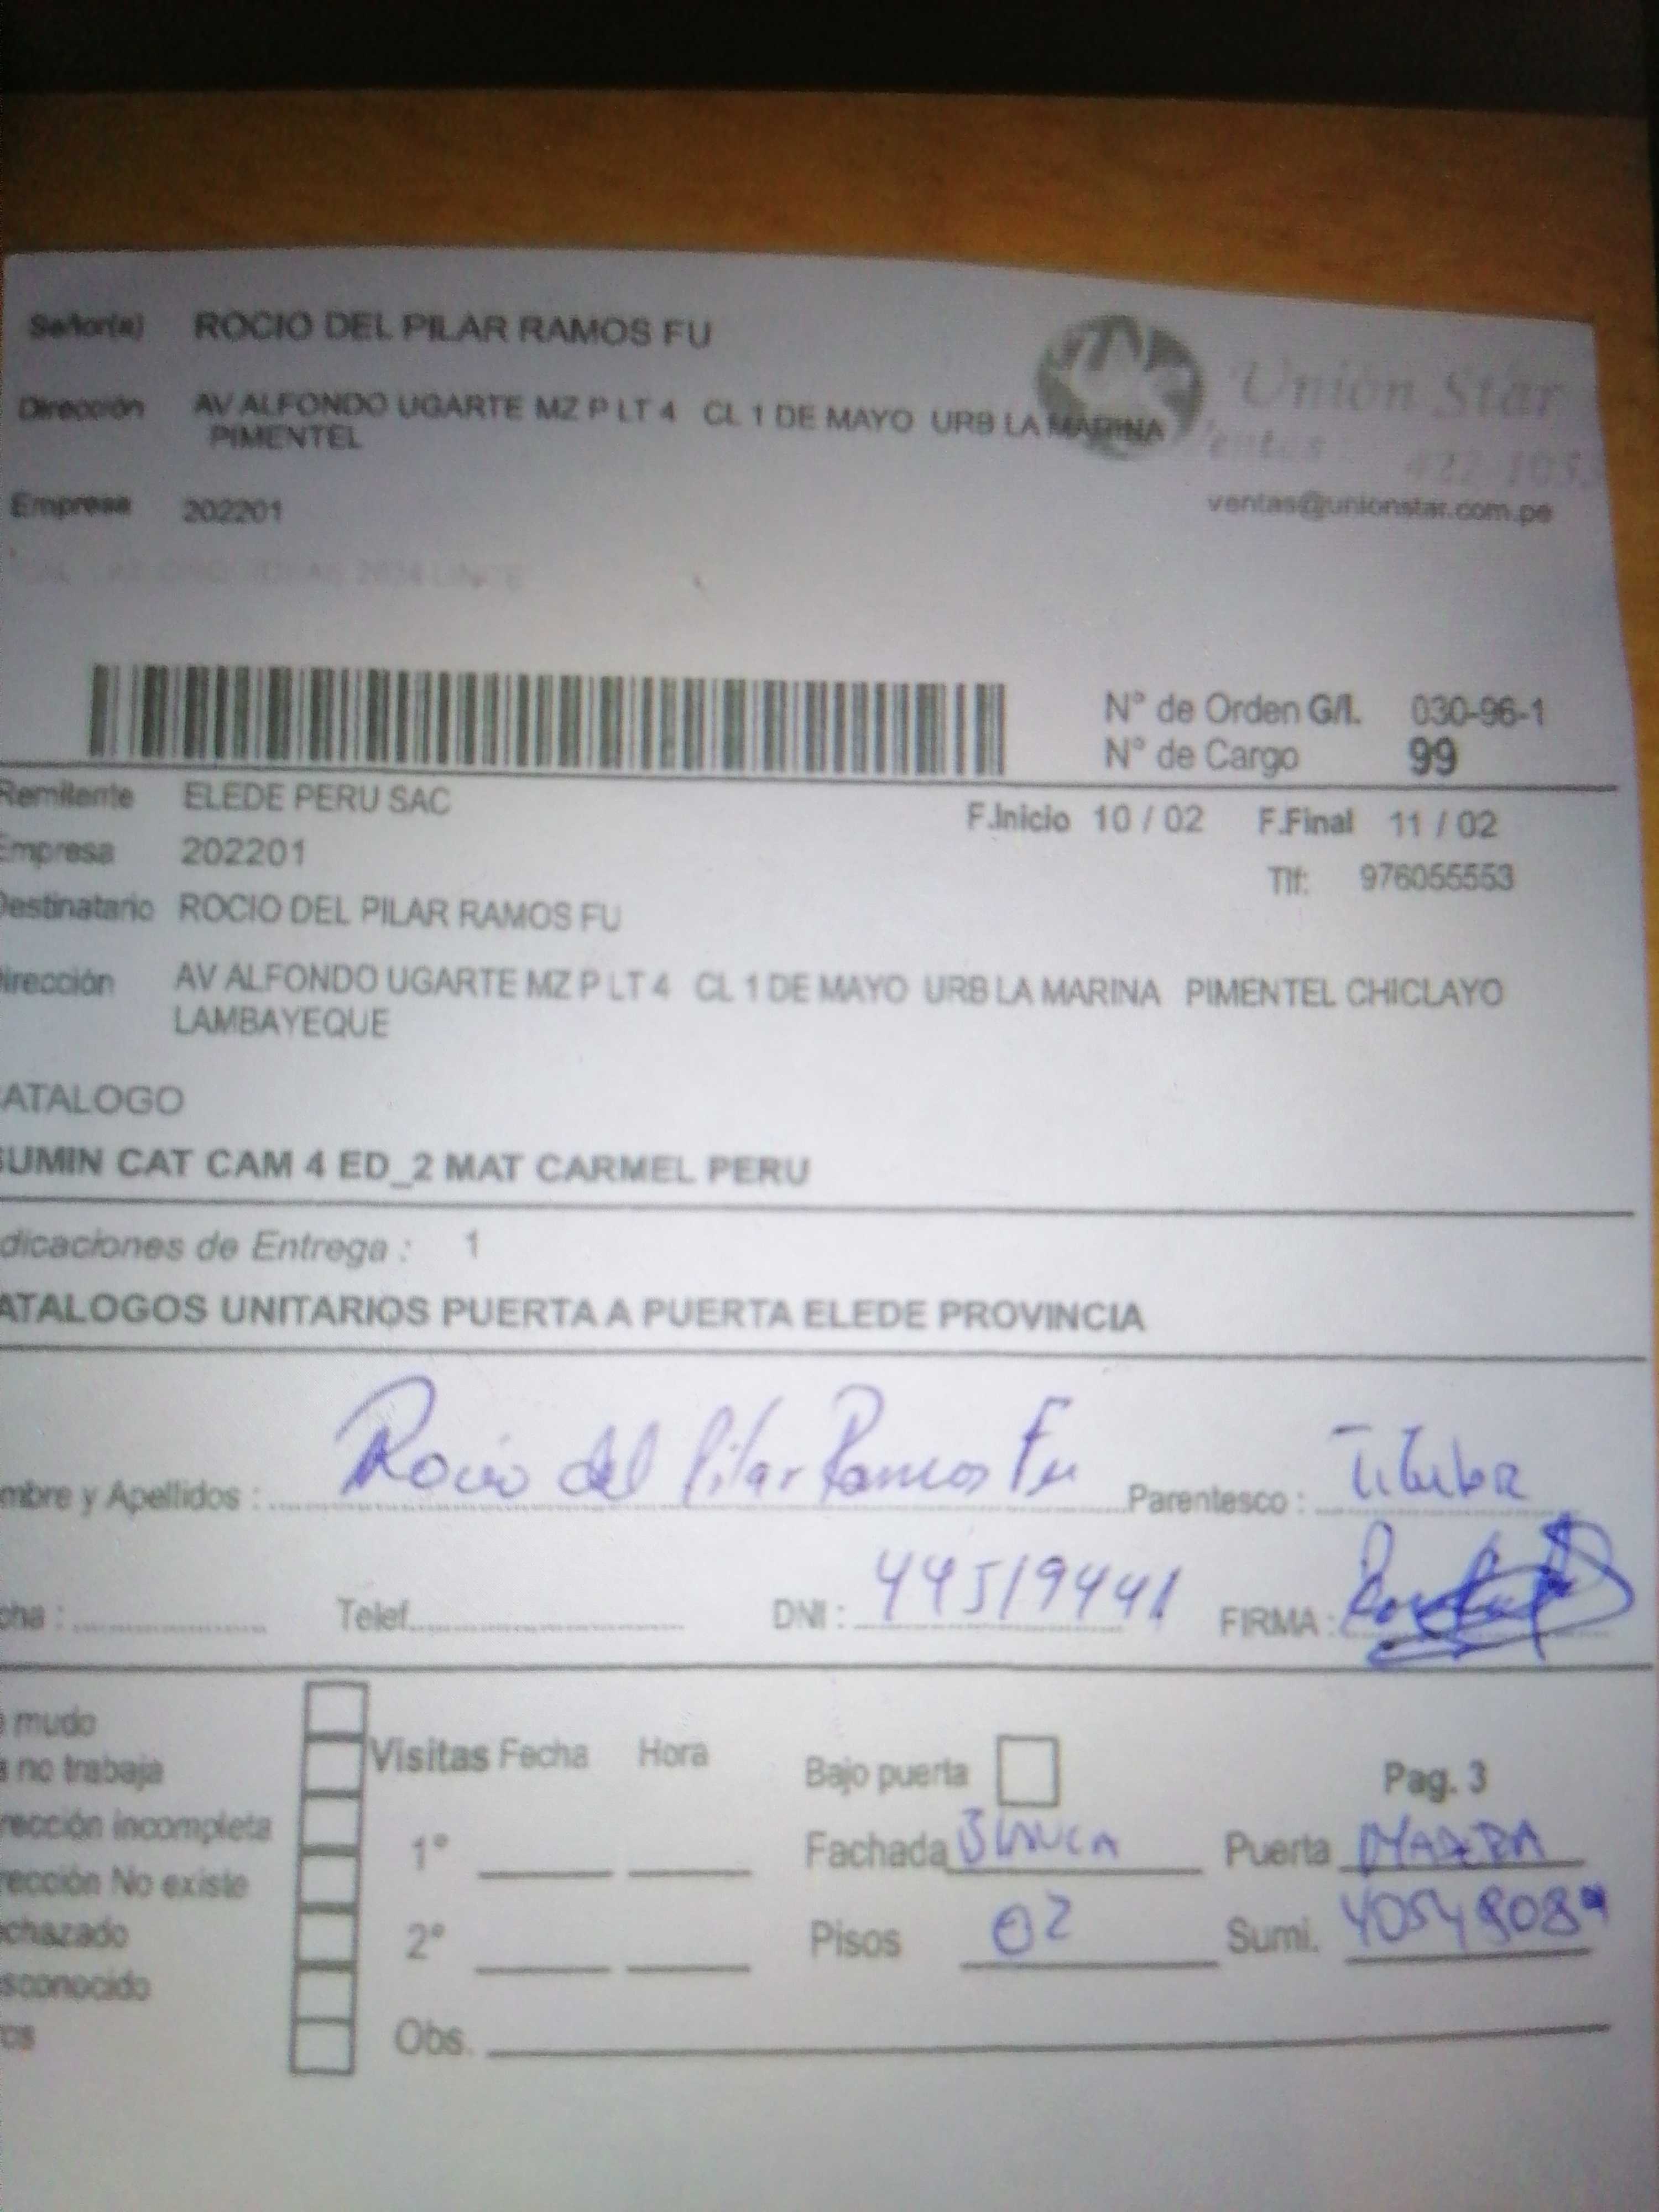 Señor(a) ROCIO DEL PILAR RAMOS FU
Dirección AV ALFONDO UGARTE MZ P LT 4 CL 1 DE MAYO URB LA MARINA
PIMENTEL
Unión Star
Ventas
ventas@unionstar.com.pe
Empresa 202201
N° de Orden G/I. 030-96-1
N° de Cargo 99
Remitente ELEDE PERU SAC
F.Inicio 10 / 02 F.Final 11 / 02
Empresa 202201
Tlf: 976055553
Destinatario ROCIO DEL PILAR RAMOS FU
irección AV ALFONDO UGARTE MZ P LT 4 CL 1 DE MAYO URB LA MARINA PIMENTEL CHICLAYO
LAMBAYEQUE
ATALOGO
SUMIN CAT CAM 4 ED_2 MAT CARMEL PERU
dicaciones de Entrega : 1
ATALOGOS UNITARIOS PUERTA A PUERTA ELEDE PROVINCIA
mbre y Apellidos : Rocio del Pilar Ramos Fu Parentesco : Titular
cha : Telef. DNI : 44519441 FIRMA :
mudo
no trabaja
Visitas Fecha Hora
Bajo puerta
Pag. 3
rección incompleta
1°
Fachada Blanca Puerta MADERA
rección No existe
chazado
2°
Pisos 02 Sumi.
sconocido
ros
Obs.